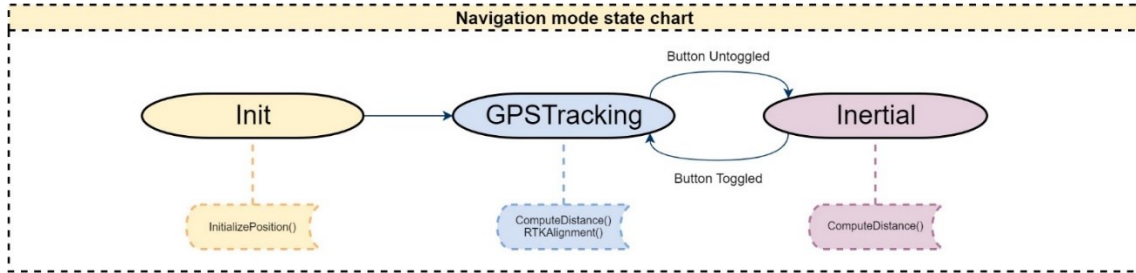 Navigation mode state chart
Button Untoggled
Init
GPSTracking
Inertial
Button Toggled
InitializePosition()
ComputeDistance()
RTKAlignment()
ComputeDistance()